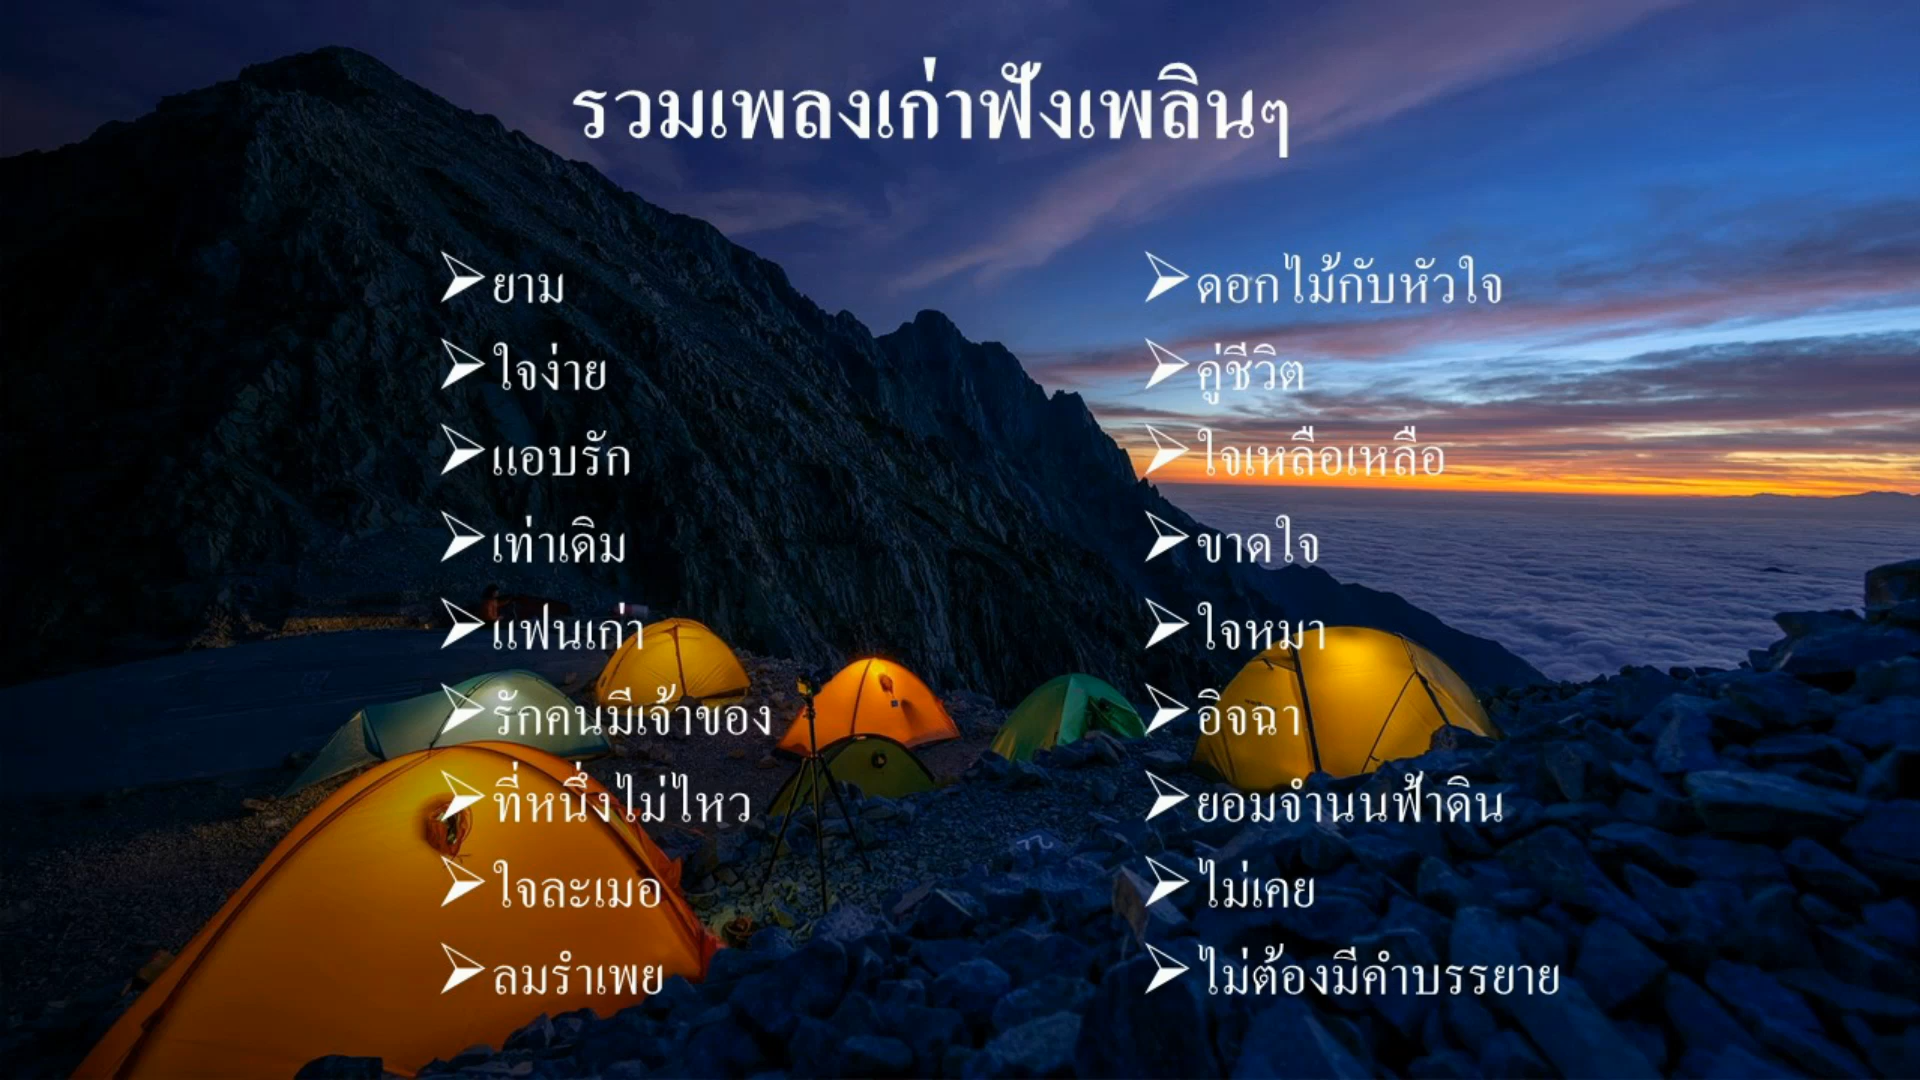 รวมเพลงเก่าฟังเพลินๆ
ยาม
ใจง่าย
แอบรัก
เท่าเดิม
แฟนเก่า
รักคนมีเจ้าของ
ที่หนึ่งไม่ไหว
ใจละเมอ
ลมรำเพย
ดอกไม้กับหัวใจ
คู่ชีวิต
ใจเหลือเหลือ
ขาดใจ
ใจหมา
อิจฉา
ยอมจำนนฟ้าดิน
ไม่เคย
ไม่ต้องมีคำบรรยาย